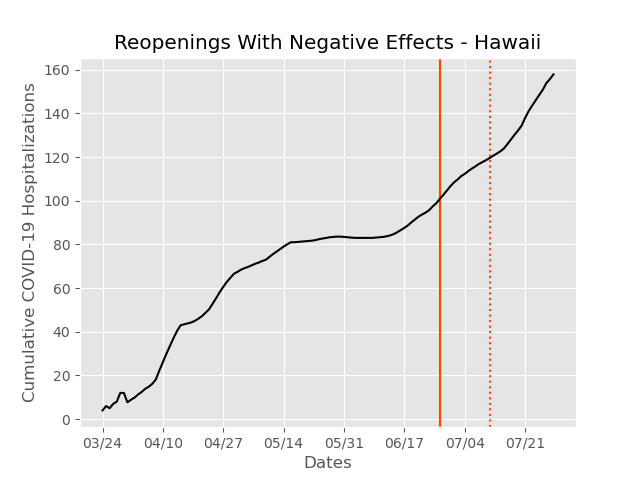 Reopenings With Negative Effects - Hawaii
Cumulative COVID-19 Hospitalizations
160
140
120
100
80
60
40
20
0
03/24 04/10 04/27 05/14 05/31 06/17 07/04 07/21
Dates